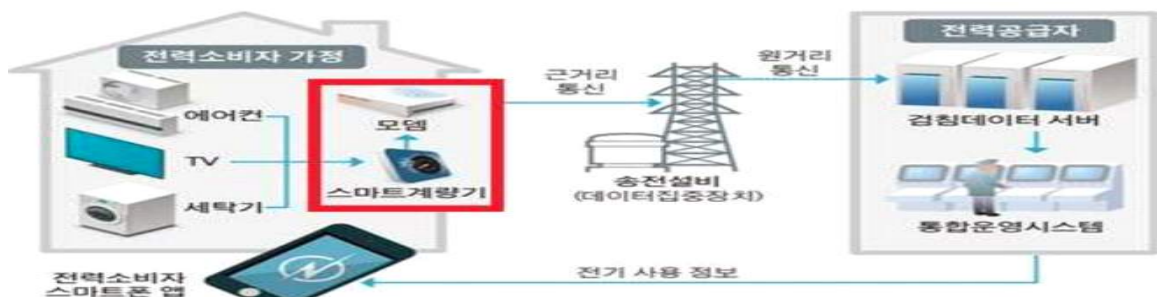 전력소비자 가정
에어컨
TV
세탁기
모뎀
스마트계량기
근거리
통신
송전설비
(데이터집중장치)
원거리
통신
전력공급자
검침데이터 서버
통합운영시스템
전기 사용 정보
전력소비자
스마트폰 앱